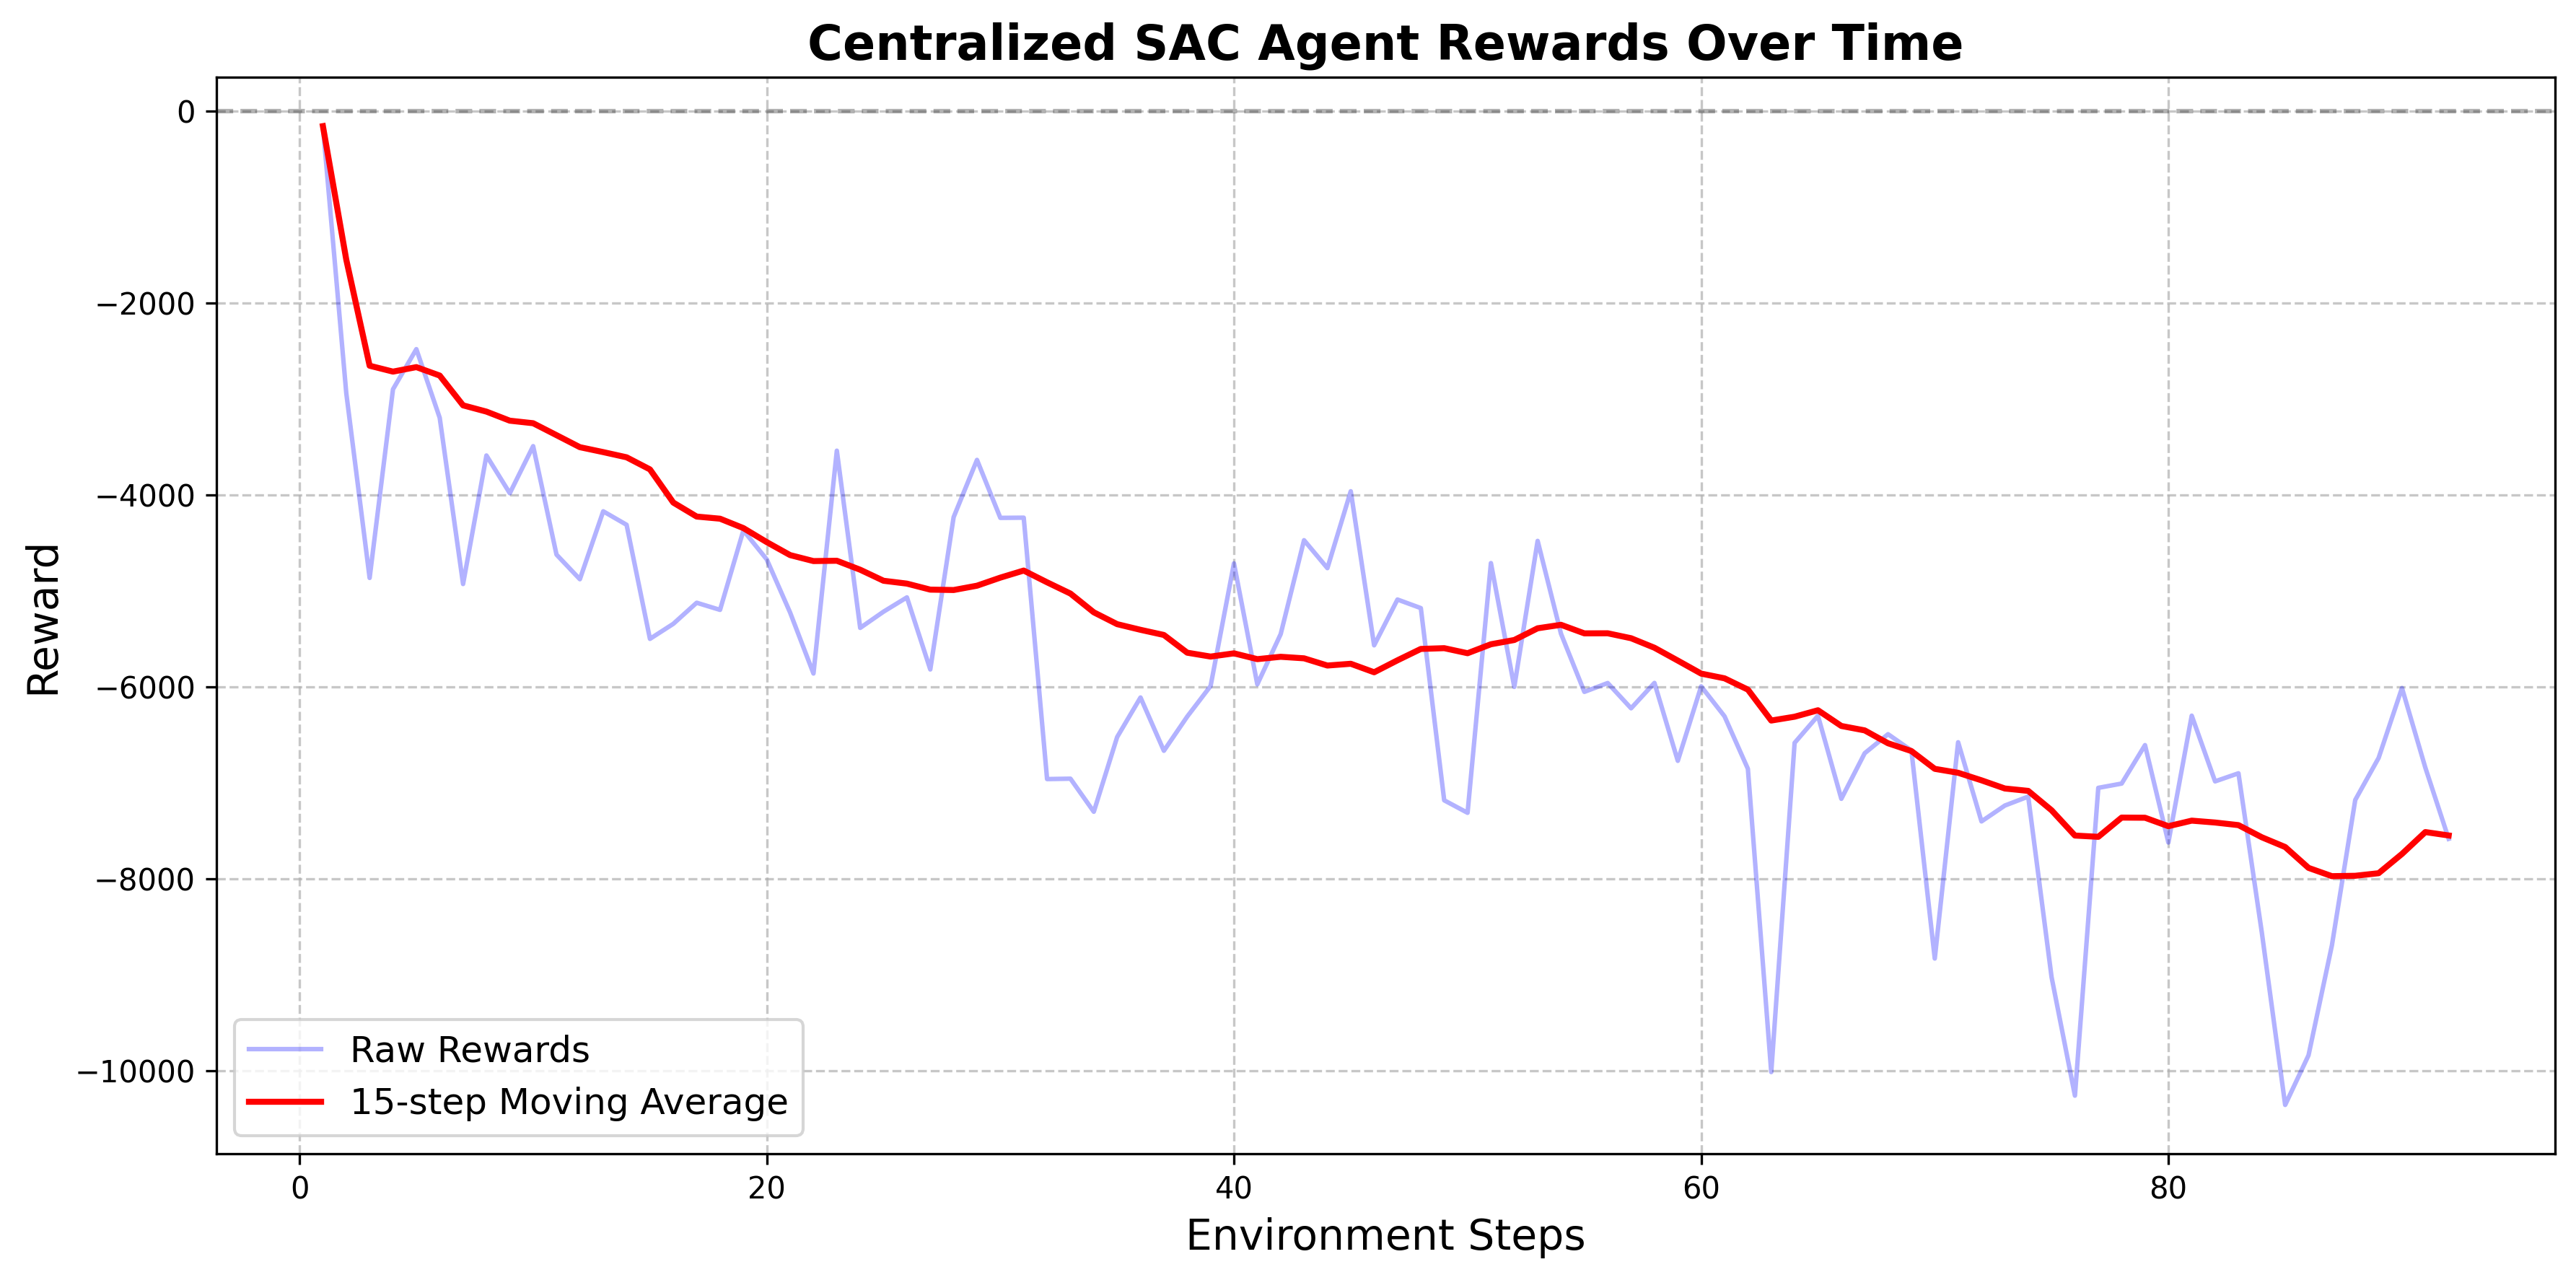 Centralized SAC Agent Rewards Over Time
Reward
0
−2000
−4000
−6000
−8000
−10000
Raw Rewards
15-step Moving Average
0 20 40 60 80
Environment Steps